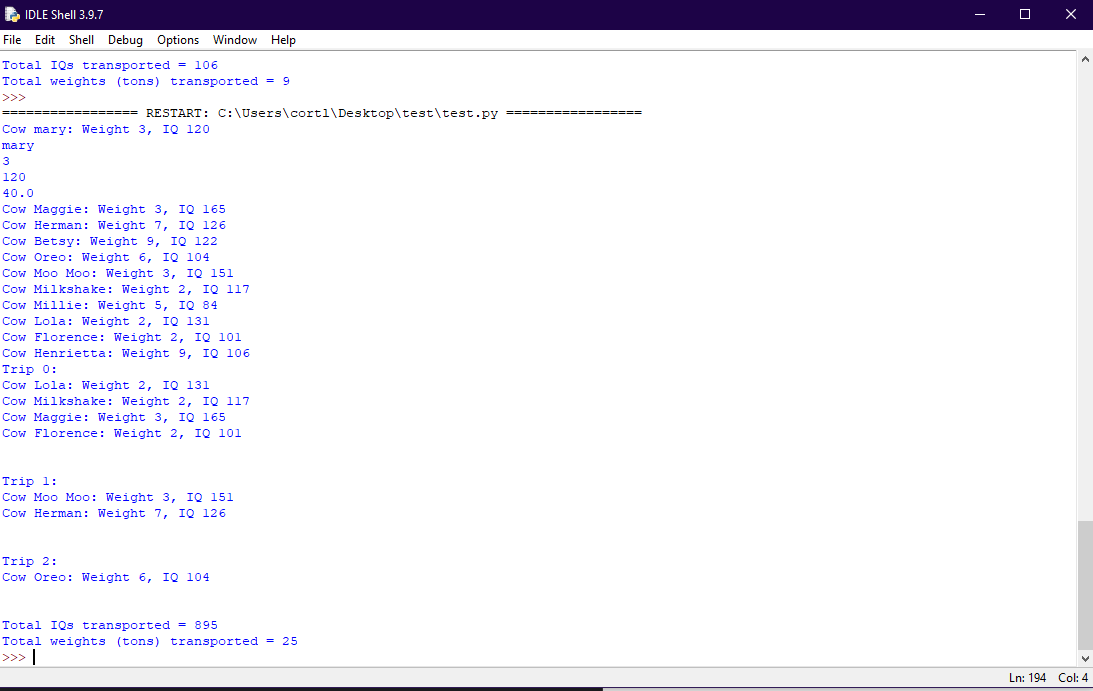 IDLE Shell 3.9.7
File Edit Shell Debug Options Window Help
Total IQs transported = 106
Total weights (tons) transported = 9
>>>
================= RESTART: C:\Users\cortl\Desktop\test\test.py =================
Cow mary: Weight 3, IQ 120
mary
3
120
40.0
Cow Maggie: Weight 3, IQ 165
Cow Herman: Weight 7, IQ 126
Cow Betsy: Weight 9, IQ 122
Cow Oreo: Weight 6, IQ 104
Cow Moo Moo: Weight 3, IQ 151
Cow Milkshake: Weight 2, IQ 117
Cow Millie: Weight 5, IQ 84
Cow Lola: Weight 2, IQ 131
Cow Florence: Weight 2, IQ 101
Cow Henrietta: Weight 9, IQ 106
Trip 0:
Cow Lola: Weight 2, IQ 131
Cow Milkshake: Weight 2, IQ 117
Cow Maggie: Weight 3, IQ 165
Cow Florence: Weight 2, IQ 101
Trip 1:
Cow Moo Moo: Weight 3, IQ 151
Cow Herman: Weight 7, IQ 126
Trip 2:
Cow Oreo: Weight 6, IQ 104
Total IQs transported = 895
Total weights (tons) transported = 25
>>>
Ln: 194 Col: 4